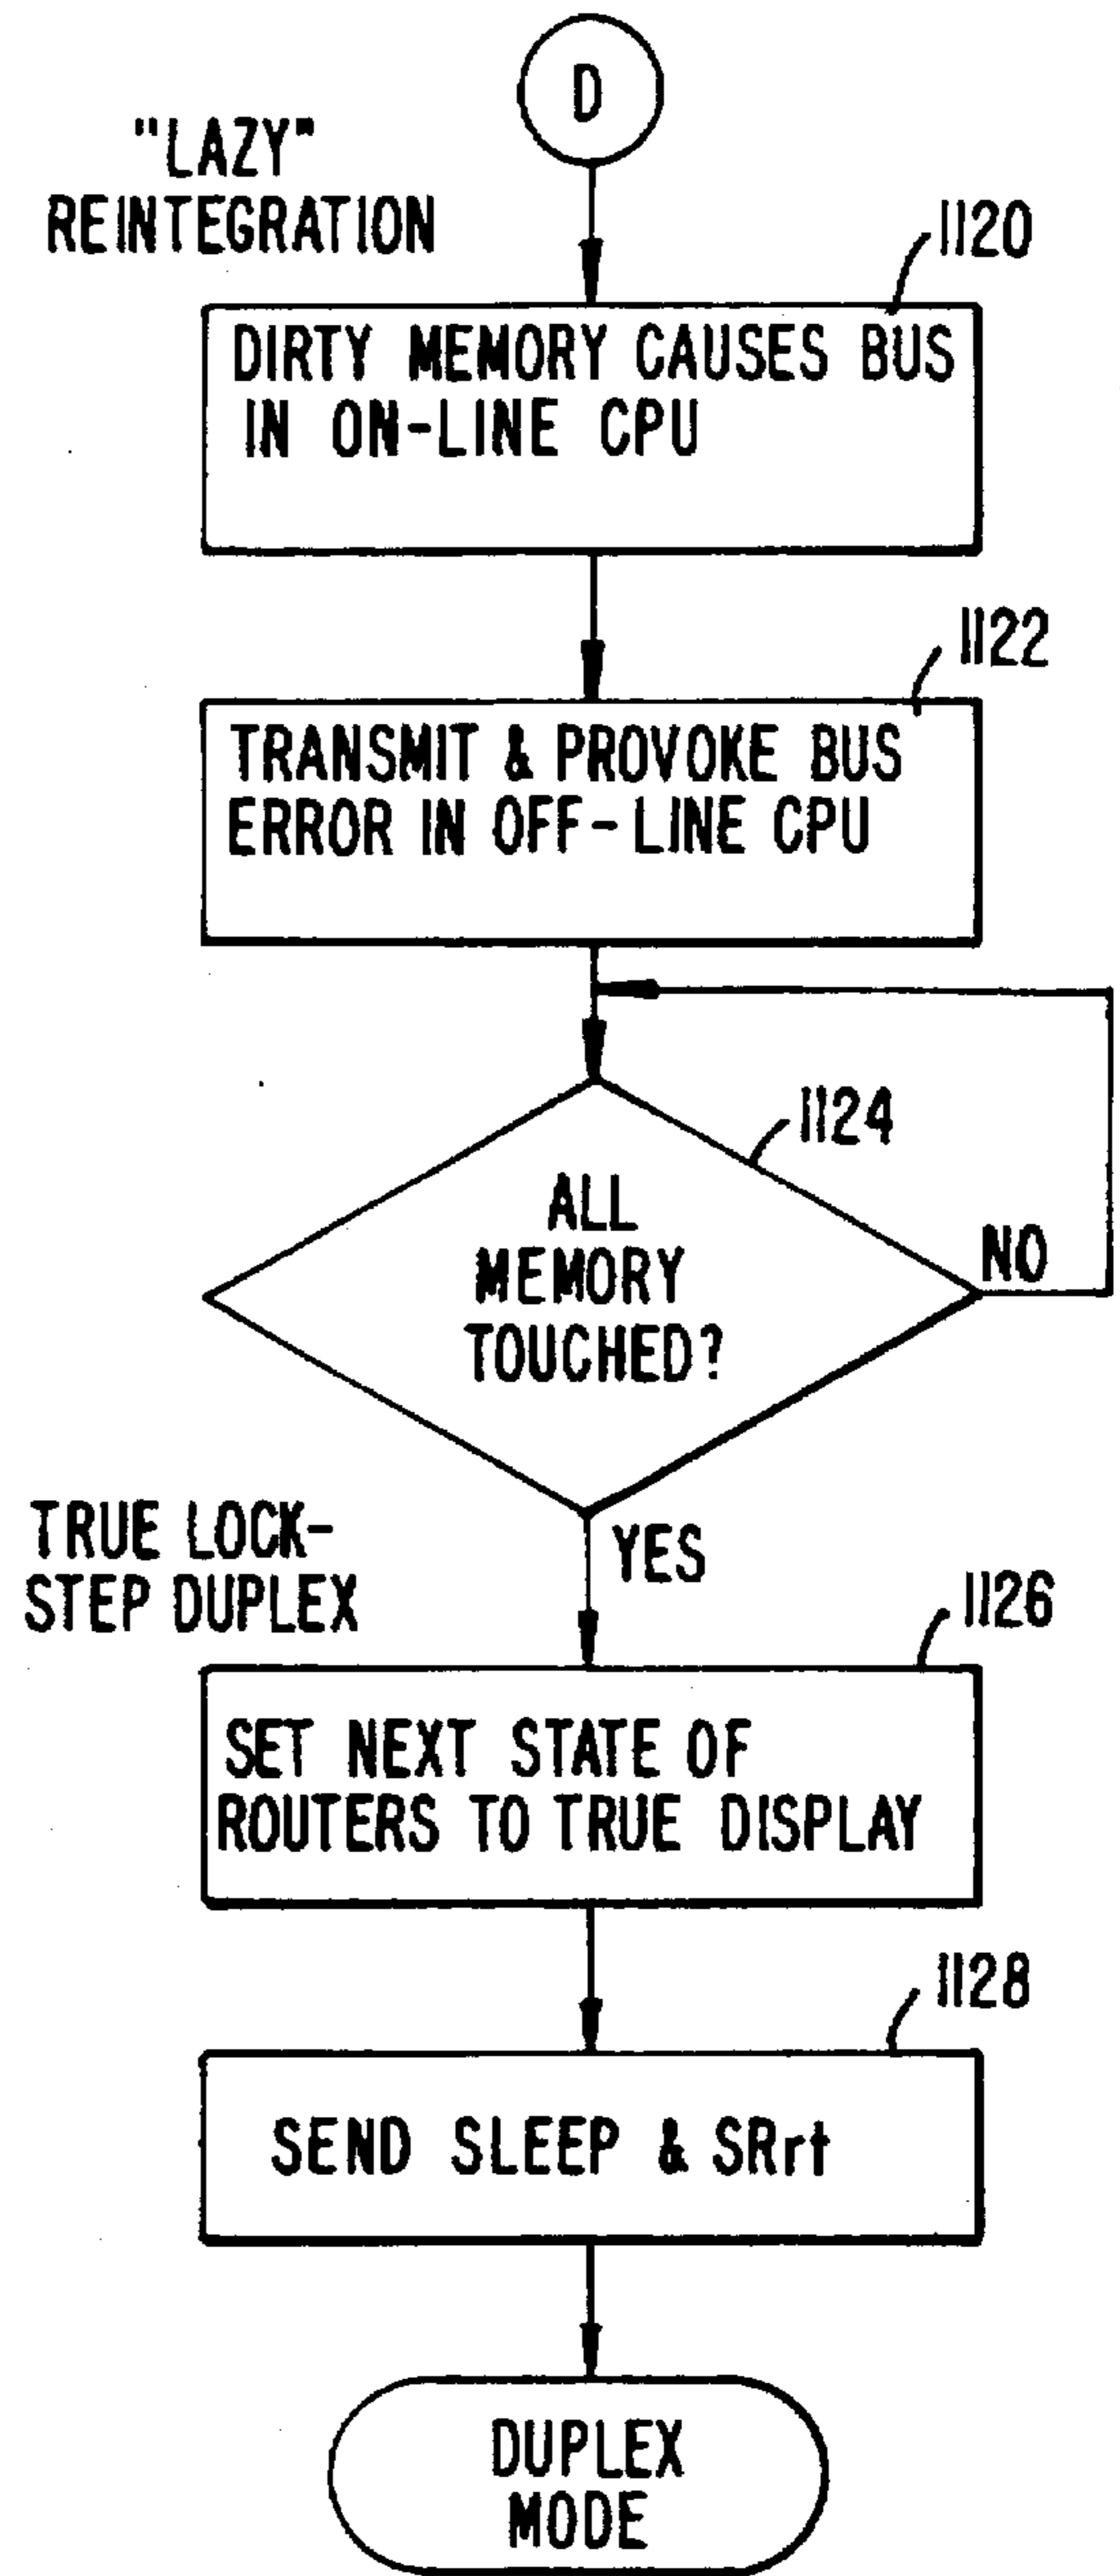 D
"LAZY"
REINTEGRATION
1120
DIRTY MEMORY CAUSES BUS
IN ON-LINE CPU
1122
TRANSMIT & PROVOKE BUS
ERROR IN OFF-LINE CPU
1124
ALL
MEMORY
TOUCHED?
NO
YES
TRUE LOCK-
STEP DUPLEX
1126
SET NEXT STATE OF
ROUTERS TO TRUE DISPLAY
1128
SEND SLEEP & SRrt
DUPLEX
MODE